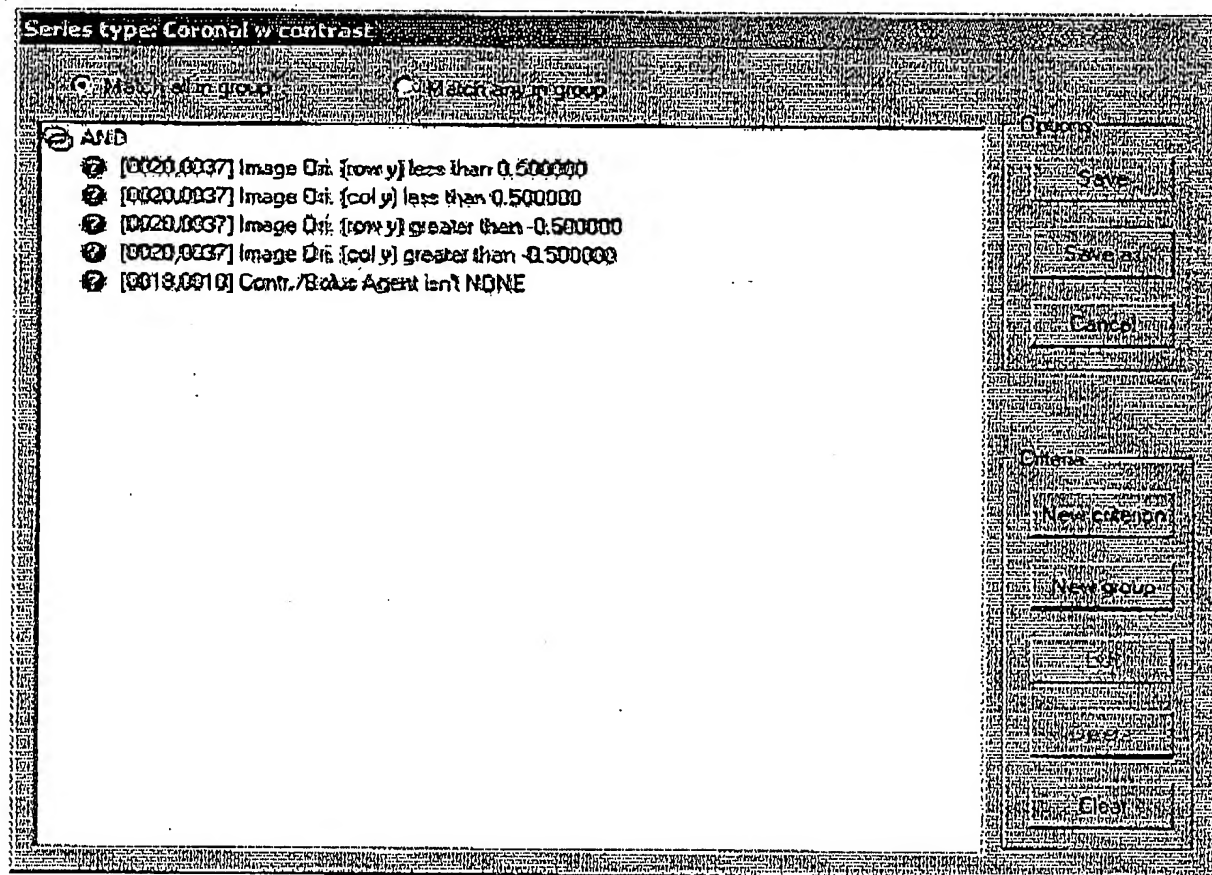 Series type: Coronal w contrast
Match all in group
Match any in group
AND
[0020,0037] Image Ori. {row y} less than 0.500000
[0020,0037] Image Ori. {col y} less than 0.500000
[0020,0037] Image Ori. {row y} greater than -0.500000
[0020,0037] Image Ori. {col y} greater than -0.500000
[0018,0010] Contr./Bolus Agent isn't NONE
Options
Save
Save as
Cancel
Criteria
New criterion
New group
Edit
Delete
Clear